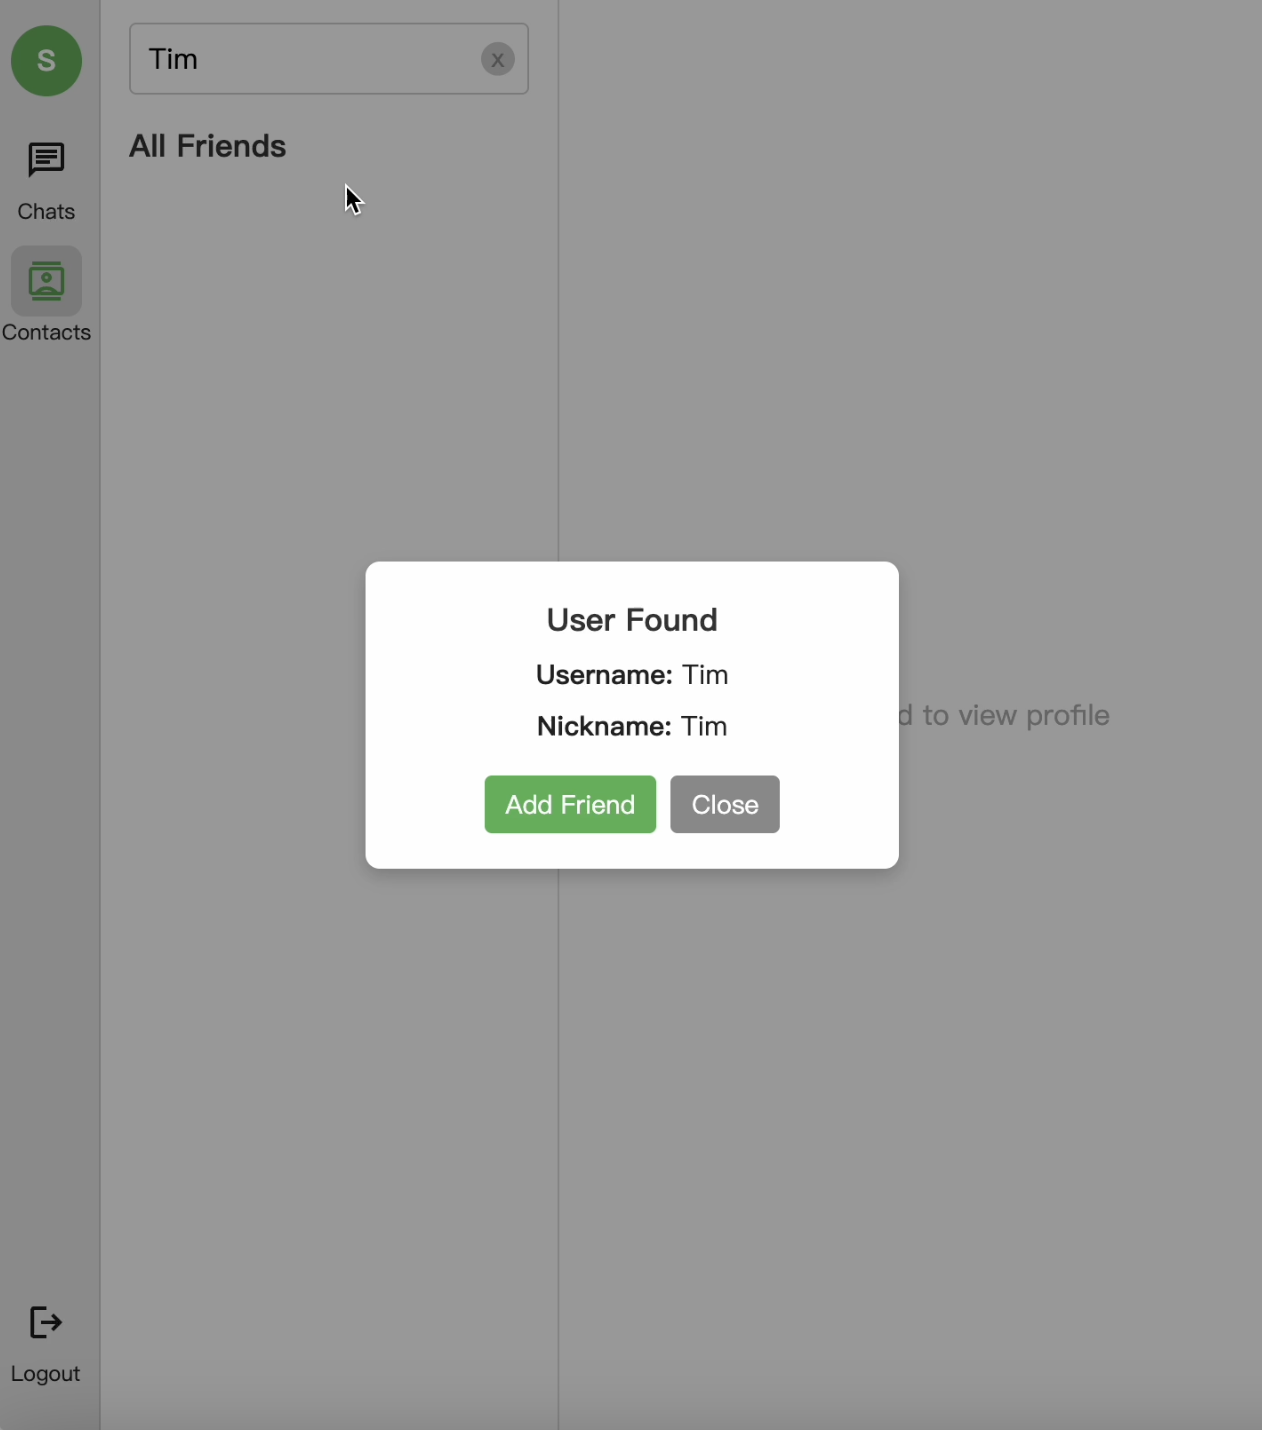 S
Tim
x
All Friends
Chats
Contacts
User Found
Username: Tim
Nickname: Tim
to view profile
Add Friend Close
Logout